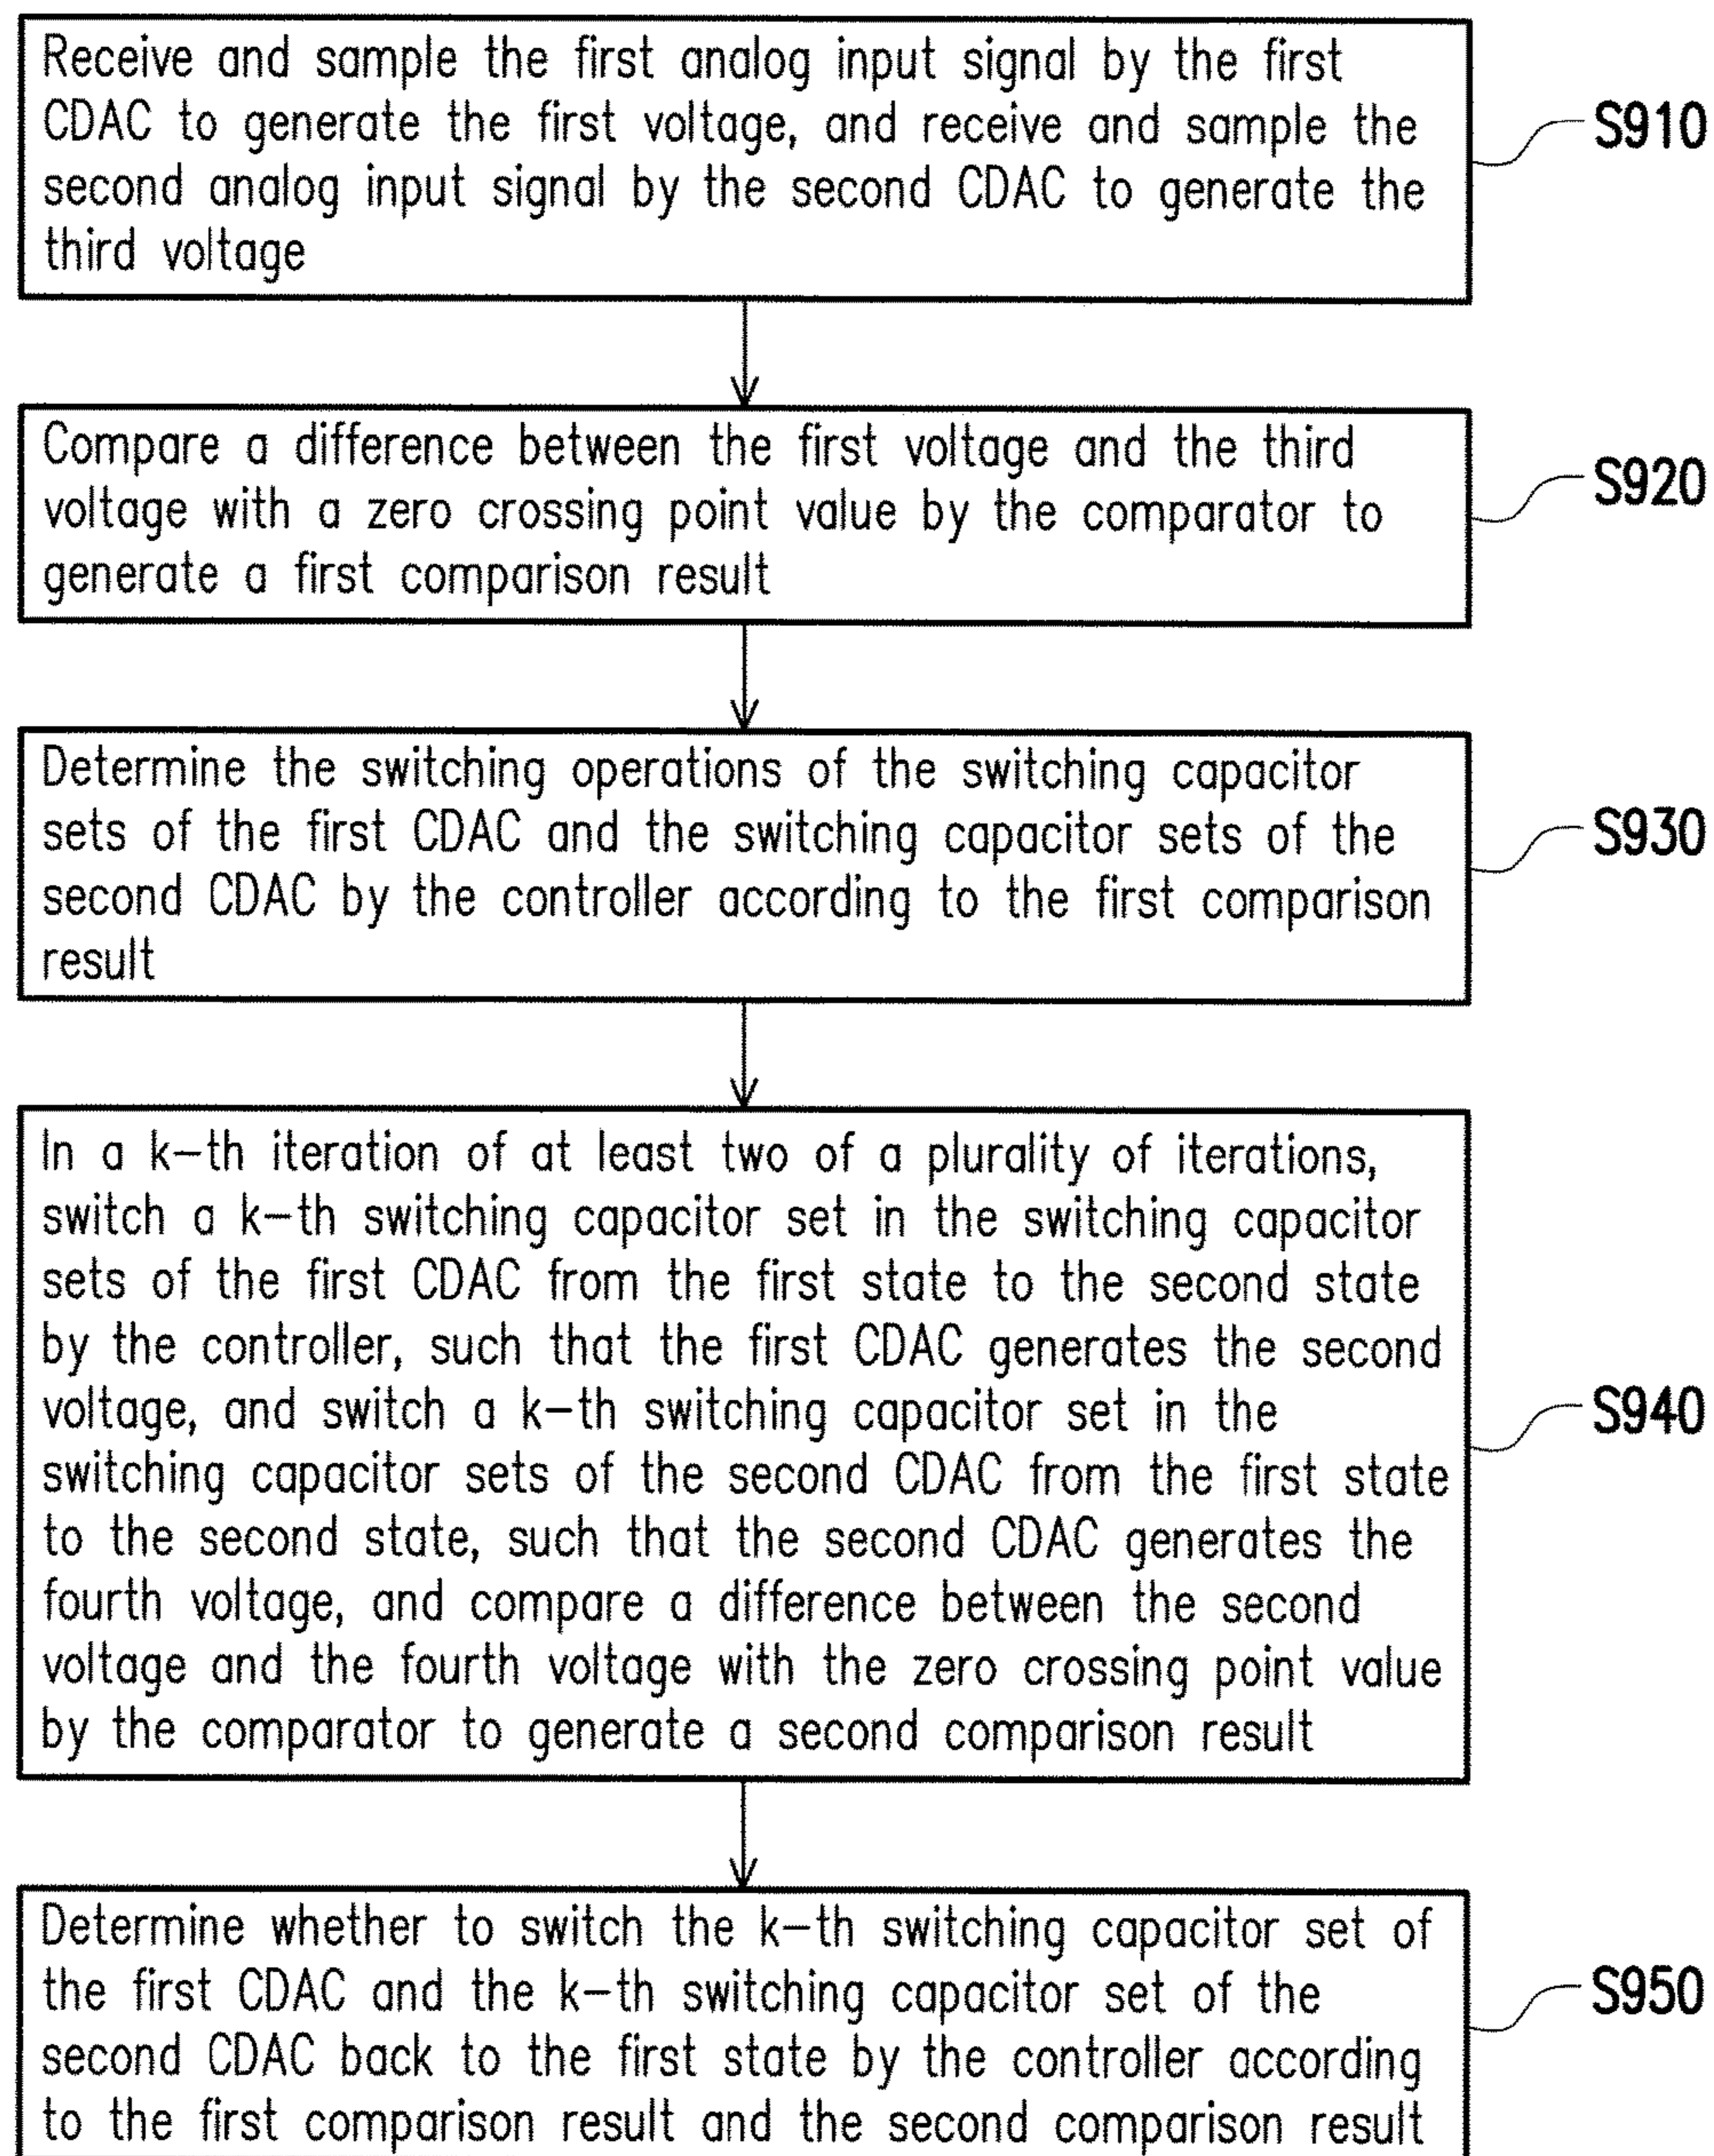 Receive and sample the first analog input signal by the first
CDAC to generate the first voltage, and receive and sample the
second analog input signal by the second CDAC to generate the
third voltage
S910
Compare a difference between the first voltage and the third
voltage with a zero crossing point value by the comparator to
generate a first comparison result
S920
Determine the switching operations of the switching capacitor
sets of the first CDAC and the switching capacitor sets of the
second CDAC by the controller according to the first comparison
result
S930
In a k-th iteration of at least two of a plurality of iterations,
switch a k-th switching capacitor set in the switching capacitor
sets of the first CDAC from the first state to the second state
by the controller, such that the first CDAC generates the second
voltage, and switch a k-th switching capacitor set in the
switching capacitor sets of the second CDAC from the first state
to the second state, such that the second CDAC generates the
fourth voltage, and compare a difference between the second
voltage and the fourth voltage with the zero crossing point value
by the comparator to generate a second comparison result
S940
Determine whether to switch the k-th switching capacitor set of
the first CDAC and the k-th switching capacitor set of the
second CDAC back to the first state by the controller according
to the first comparison result and the second comparison result
S950